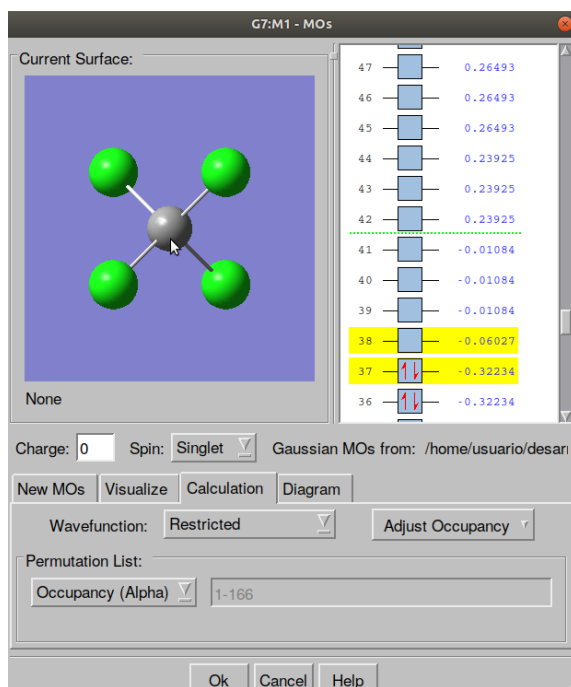 G7:M1 - MOs
Current Surface:
None
47 0.26493
46 0.26493
45 0.26493
44 0.23925
43 0.23925
42 0.23925
41 -0.01084
40 -0.01084
39 -0.01084
38 -0.06027
37 -0.32234
36 -0.32234
Charge: 0 Spin: Singlet Gaussian MOs from: /home/usuario/desarr
New MOs Visualize Calculation Diagram
Wavefunction: Restricted Adjust Occupancy
Permutation List:
Occupancy (Alpha) 1-166
Ok Cancel Help